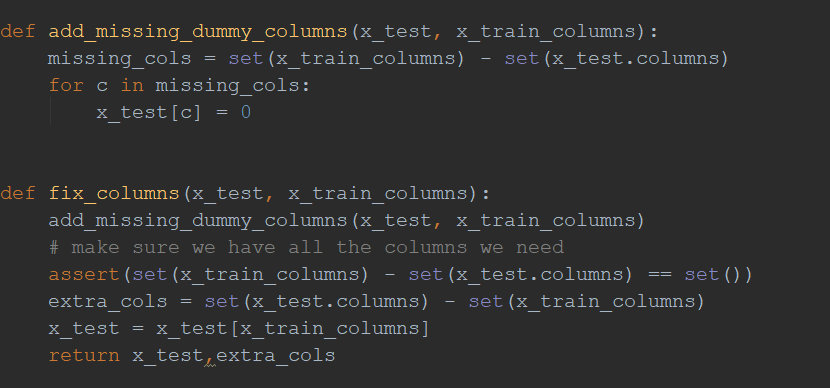 def add_missing_dummy_columns(x_test, x_train_columns):
    missing_cols = set(x_train_columns) - set(x_test.columns)
    for c in missing_cols:
        x_test[c] = 0
def fix_columns(x_test, x_train_columns):
    add_missing_dummy_columns(x_test, x_train_columns)
    # make sure we have all the columns we need
    assert(set(x_train_columns) - set(x_test.columns) == set())
    extra_cols = set(x_test.columns) - set(x_train_columns)
    x_test = x_test[x_train_columns]
    return x_test,extra_cols